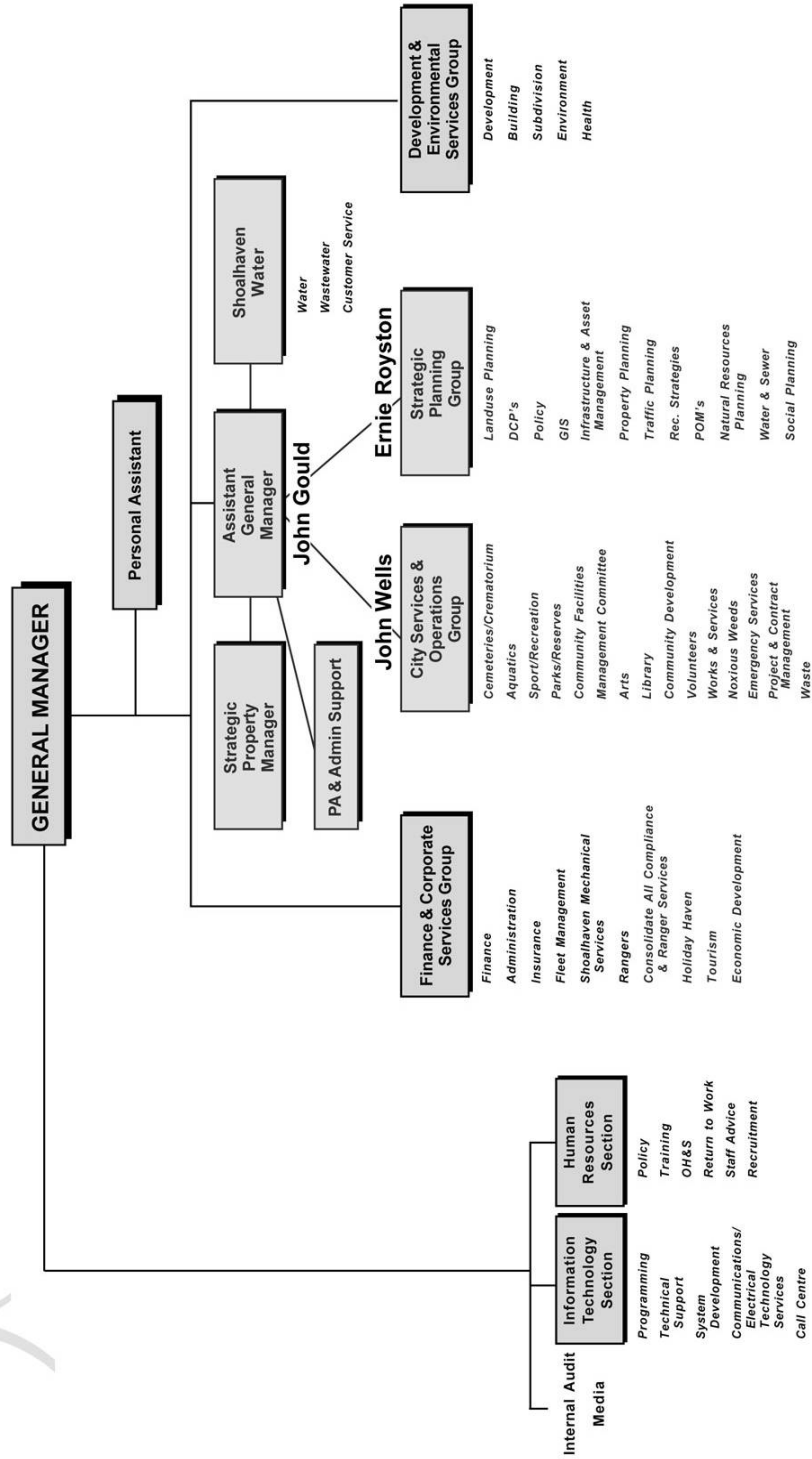 GENERAL MANAGER
Personal Assistant
Strategic
Property
Manager
Assistant
General
Manager
John Gould
Shoalhaven
Water
Water
Wastewater
Customer Service
PA & Admin Support
Finance & Corporate
Services Group
Finance
Administration
Insurance
Fleet Management
Shoalhaven Mechanical
Services
Rangers
Consolidate All Compliance
& Ranger Services
Holiday Haven
Tourism
Economic Development
John Wells
City Services &
Operations
Group
Cemeteries/Crematorium
Aquatics
Sport/Recreation
Parks/Reserves
Community Facilities
Management Committee
Arts
Library
Community Development
Volunteers
Works & Services
Noxious Weeds
Emergency Services
Project & Contract
Management
Waste
Ernie Royston
Strategic
Planning
Group
Landuse Planning
DCP's
Policy
GIS
Infrastructure & Asset
Management
Property Planning
Traffic Planning
Rec. Strategies
POM's
Natural Resources
Planning
Water & Sewer
Social Planning
Development &
Environmental
Services Group
Development
Building
Subdivision
Environment
Health
Internal Audit
Media
Information
Technology
Section
Programming
Technical
Support
System
Development
Communications/
Electrical
Technology
Services
Call Centre
Human
Resources
Section
Policy
Training
OH&S
Return to Work
Staff Advice
Recruitment